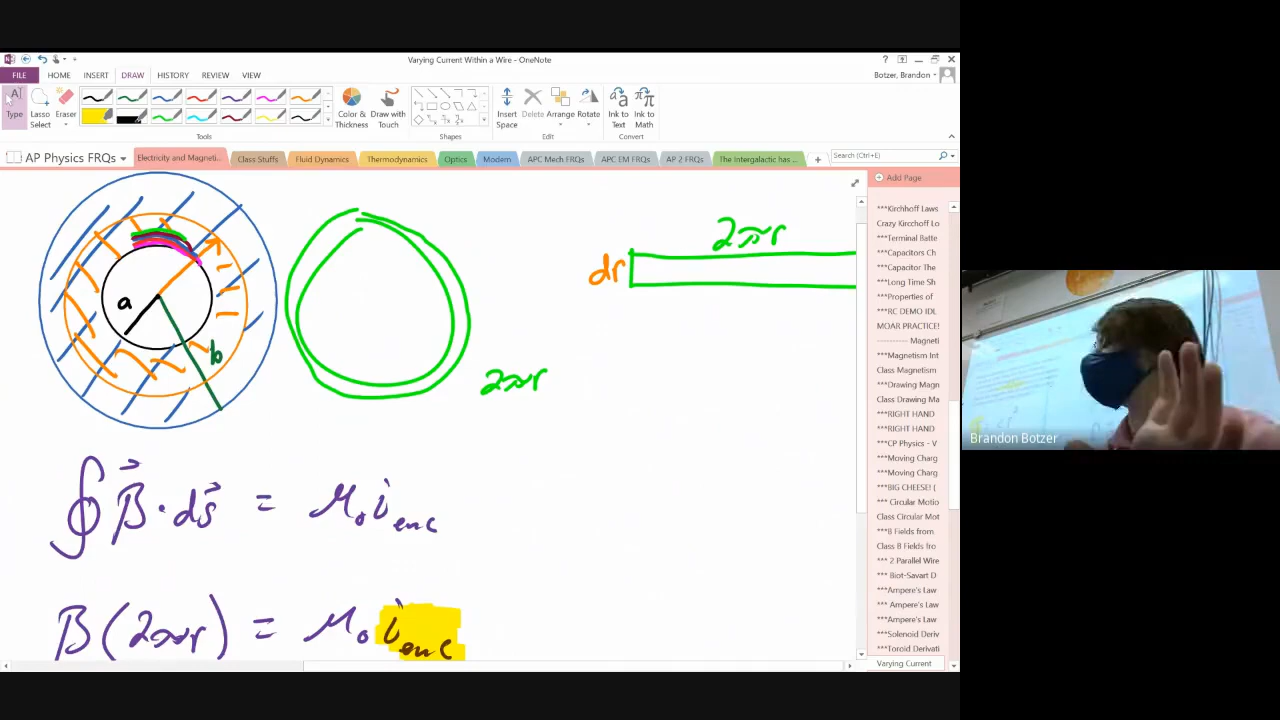 Varying Current Within a Wire - OneNote
FILE HOME INSERT DRAW HISTORY REVIEW VIEW
Botzer, Brandon
Type
Lasso Select
Eraser
Color & Thickness
Draw with Touch
Insert Space
Delete
Arrange
Rotate
Ink to Text
Ink to Math
Tools
Shapes
Edit
Convert
AP Physics FRQs
Electricity and Magneti...
Class Stuffs
Fluid Dynamics
Thermodynamics
Optics
Modern
APC Mech FRQs
APC EM FRQs
AP 2 FRQs
The Intergalactic has ...
Search (Ctrl+E)
Add Page
***Kirchhoff Laws
Crazy Kirchhoff Lo
***Terminal Batte
***Capacitors Ch
***Capacitor The
***Long Time Sh
***Properties of
***RC DEMO IDL
MOAR PRACTICE!
----------- Magneti
***Magnetism Int
Class Magnetism
***Drawing Magn
Class Drawing Ma
***RIGHT HAND
***RIGHT HAND
***CP Physics - V
***Moving Charg
***Moving Charg
***BIG CHEESE! (
*** Circular Motio
Class Circular Mot
***B Fields from
Class B Fields fro
*** 2 Parallel Wire
*** Biot-Savart D
***Ampere's Law
*** Ampere's Law
***Ampere's Law
***Solenoid Deriv
***Toroid Derivati
Varying Current
a
b
2πr
2πr
dr
∮ B⃗ · ds⃗ = μ₀ i enc
B(2πr) = μ₀ i enc
Brandon Botzer